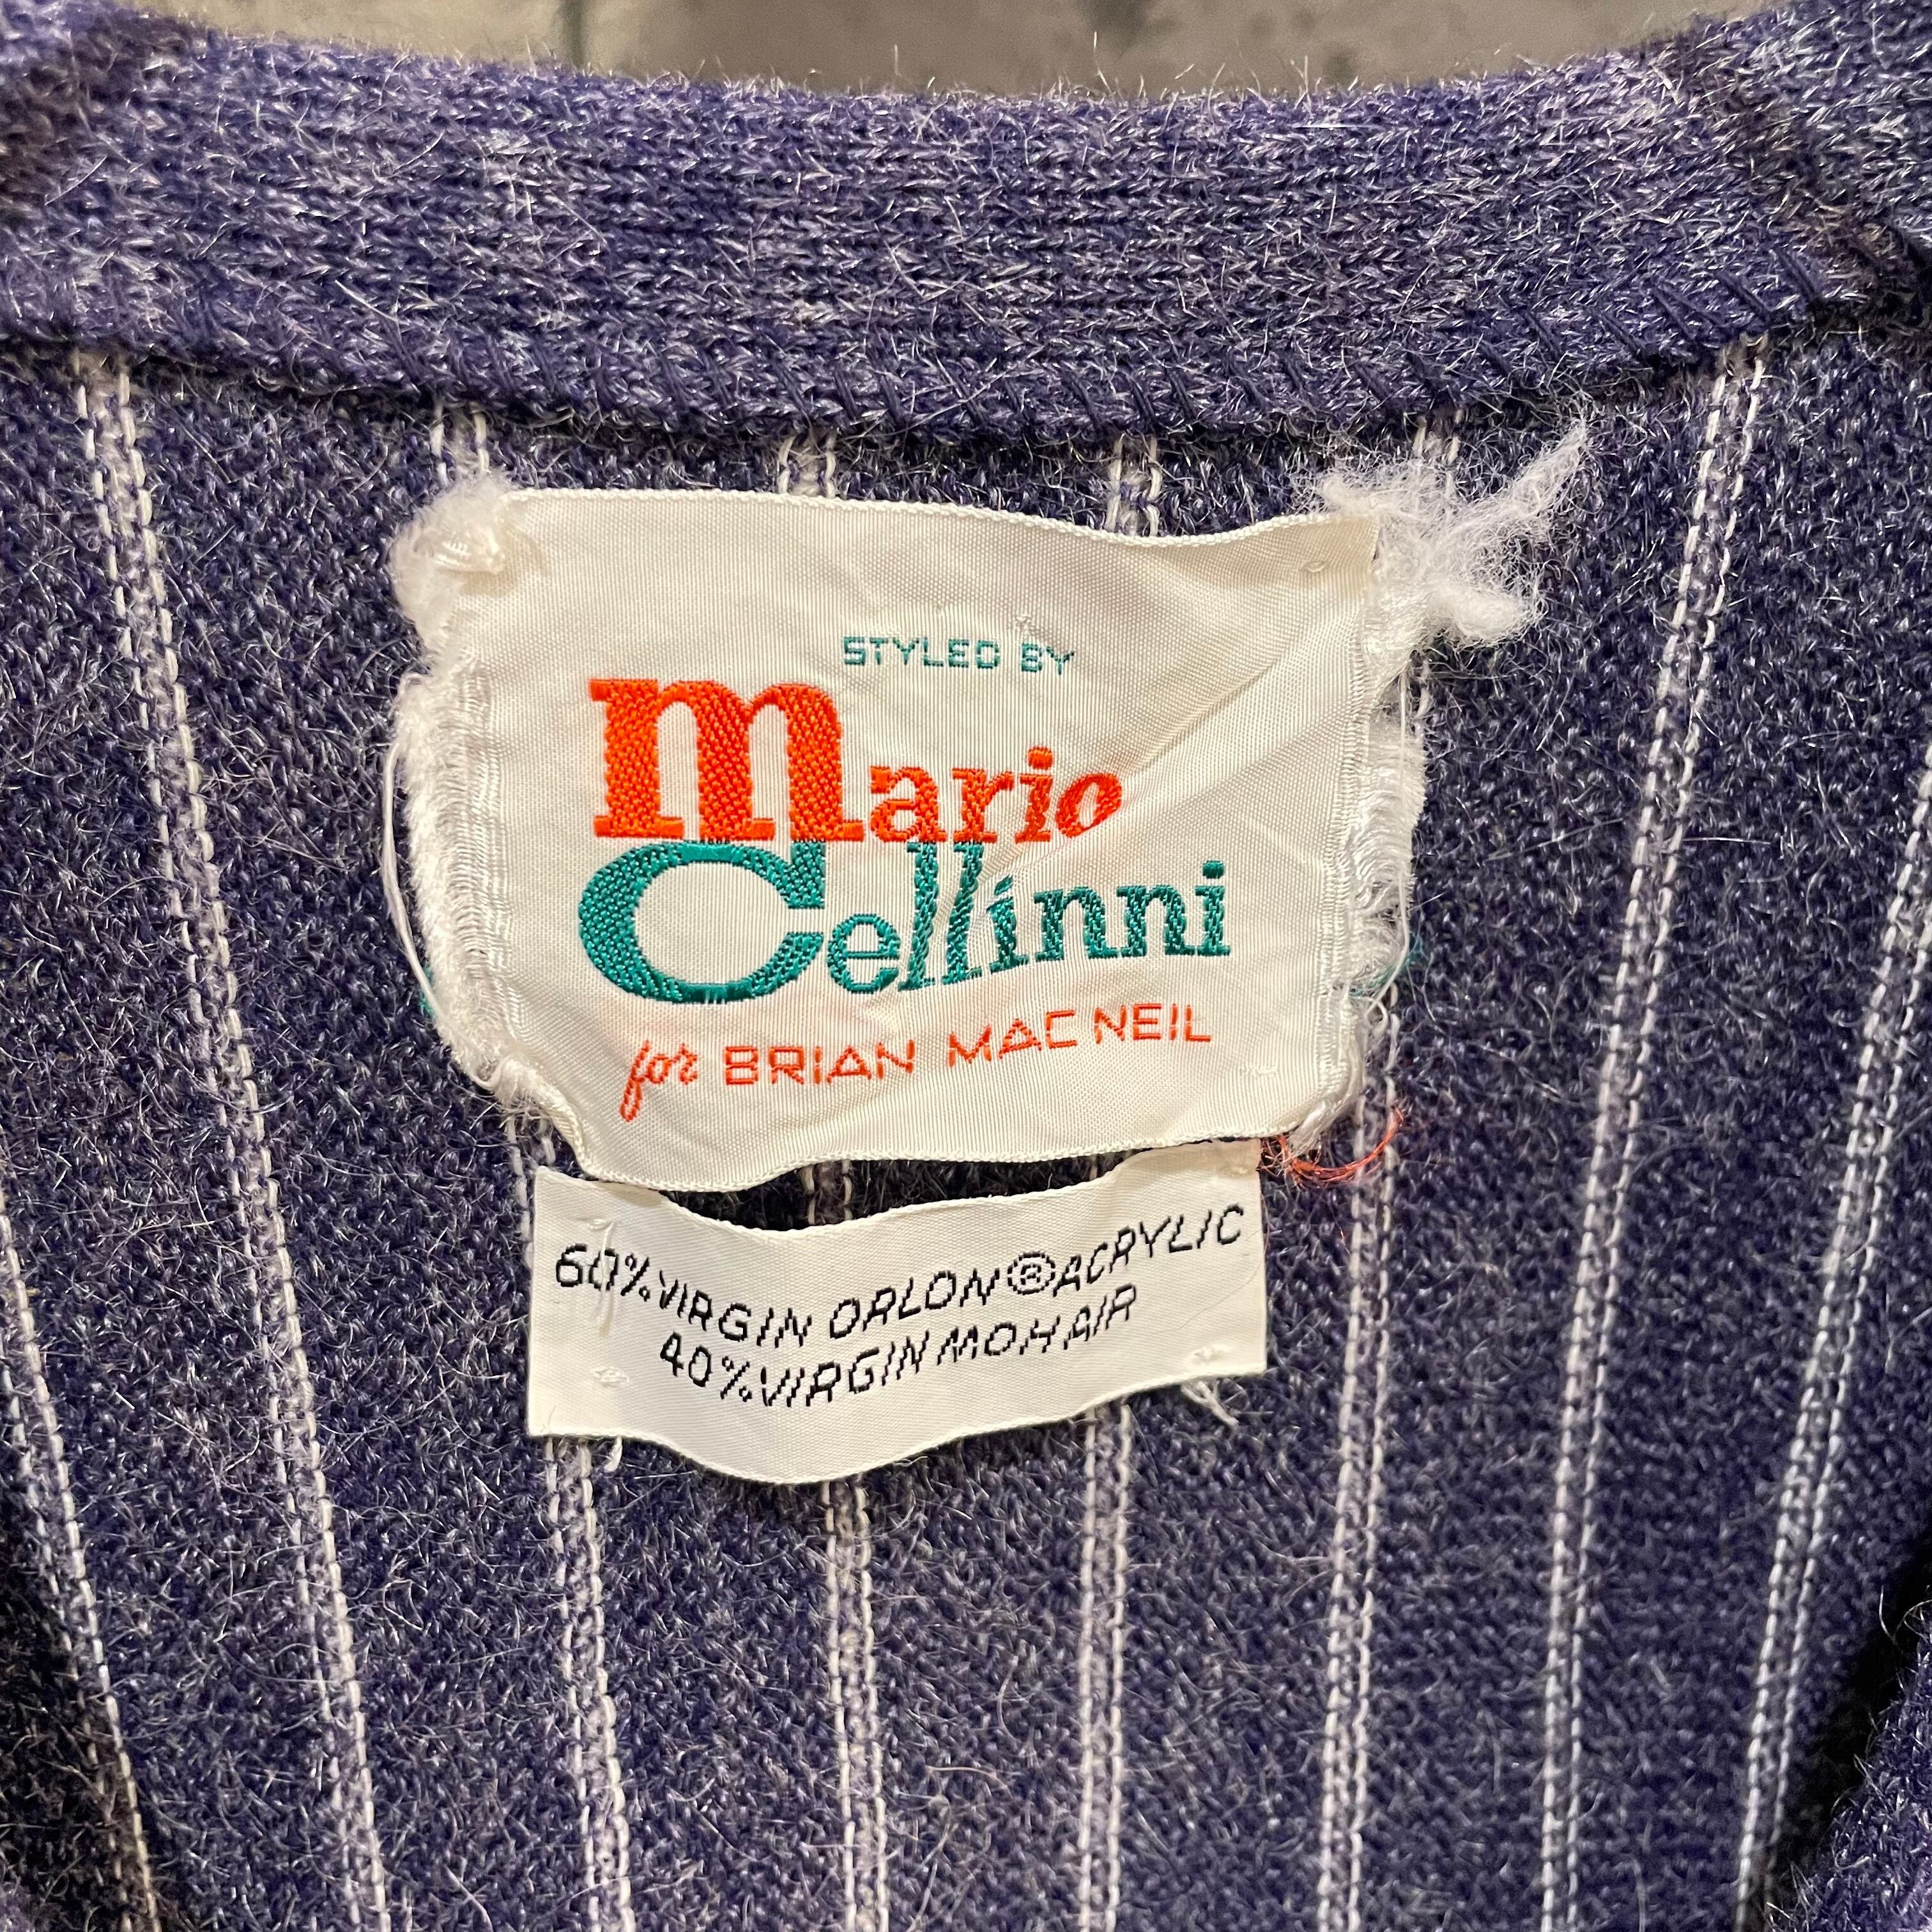 STYLED BY
Mario
Cellinni
for BRIAN MAC NEIL
60% VIRGIN ORLON® ACRYLIC
40% VIRGIN MOHAIR